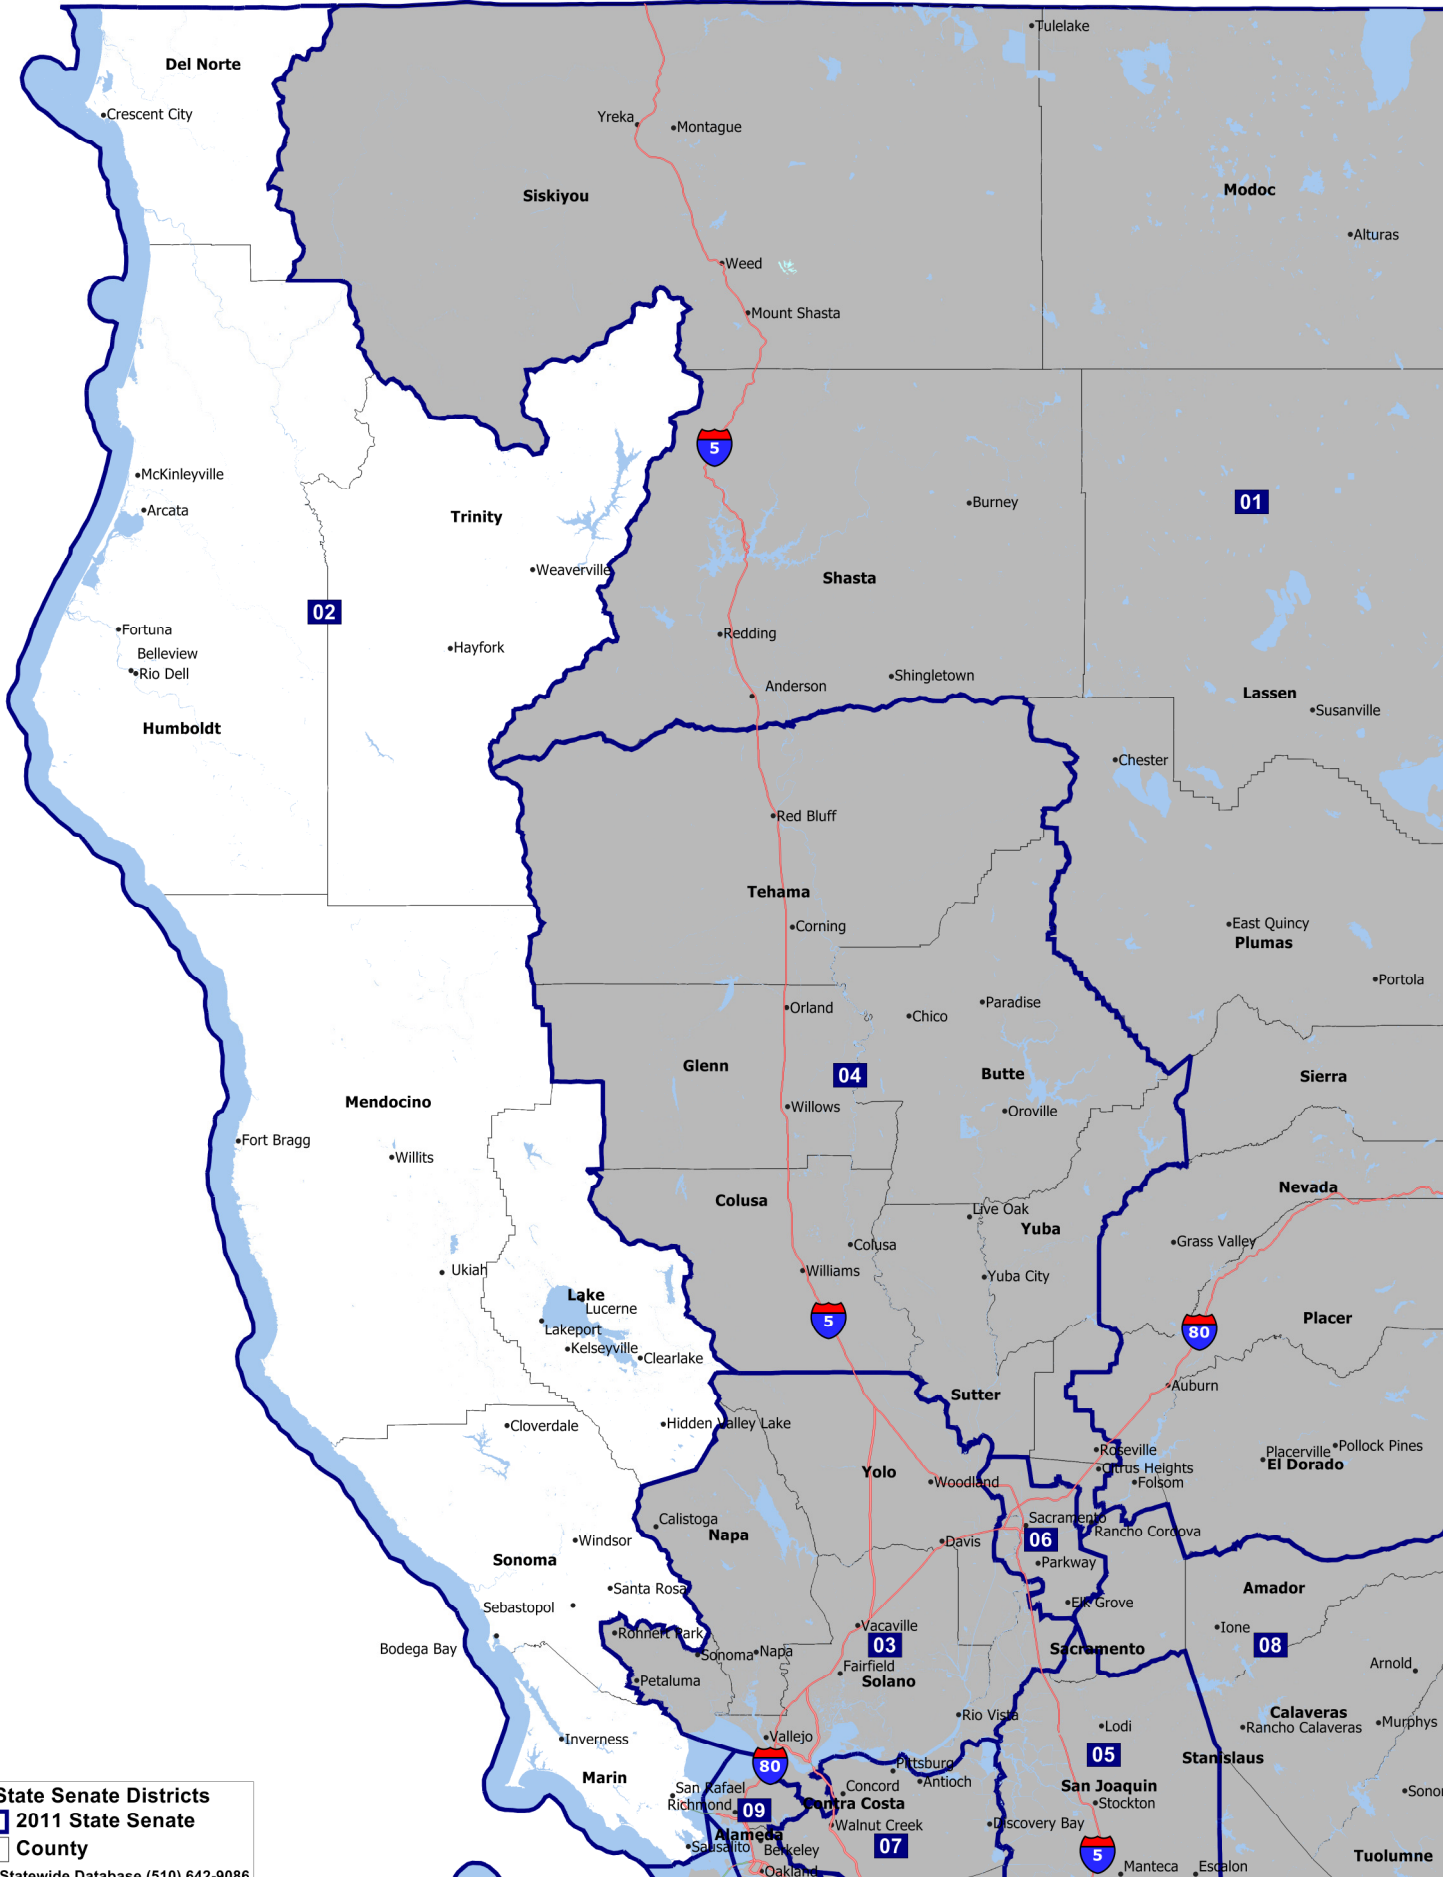 Tulelake
Del Norte
Crescent City
Yreka
Montague
Siskiyou
Modoc
Alturas
Weed
Mount Shasta
5
McKinleyville
Burney
01
Arcata
Trinity
Weaverville
Shasta
02
Fortuna
Redding
Belleview
Hayfork
Rio Dell
Shingletown
Anderson
Lassen
Susanville
Humboldt
Chester
Red Bluff
Tehama
Corning
East Quincy
Plumas
Portola
Paradise
Orland
Chico
Glenn
04
Butte
Sierra
Mendocino
Willows
Oroville
Fort Bragg
Willits
Nevada
Colusa
Live Oak
Yuba
Colusa
Grass Valley
Ukiah
Williams
Yuba City
Lake
Lucerne
5
Placer
Lakeport
80
Kelseyville
Clearlake
Auburn
Sutter
Cloverdale
Hidden Valley Lake
Roseville
Placerville
Pollock Pines
El Dorado
Citrus Heights
Yolo
Woodland
Folsom
Calistoga
Sacramento
Napa
Rancho Cordova
Windsor
Davis
06
Sonoma
Parkway
Santa Rosa
Amador
Sebastopol
Elk Grove
Vacaville
Ione
Rohnert Park
03
08
Bodega Bay
Sonoma
Napa
Sacramento
Fairfield
Arnold
Petaluma
Solano
Rio Vista
Calaveras
Lodi
Rancho Calaveras
Murphys
Inverness
Vallejo
05
Stanislaus
80
Pittsburg
Marin
Antioch
San Rafael
Concord
San Joaquin
Richmond
09
Contra Costa
Stockton
State Senate Districts
2011 State Senate
Walnut Creek
Discovery Bay
Alameda
07
County
Sausalito
Berkeley
5
Tuolumne
Oakland
Manteca
Escalon
Statewide Database (510) 642-9086